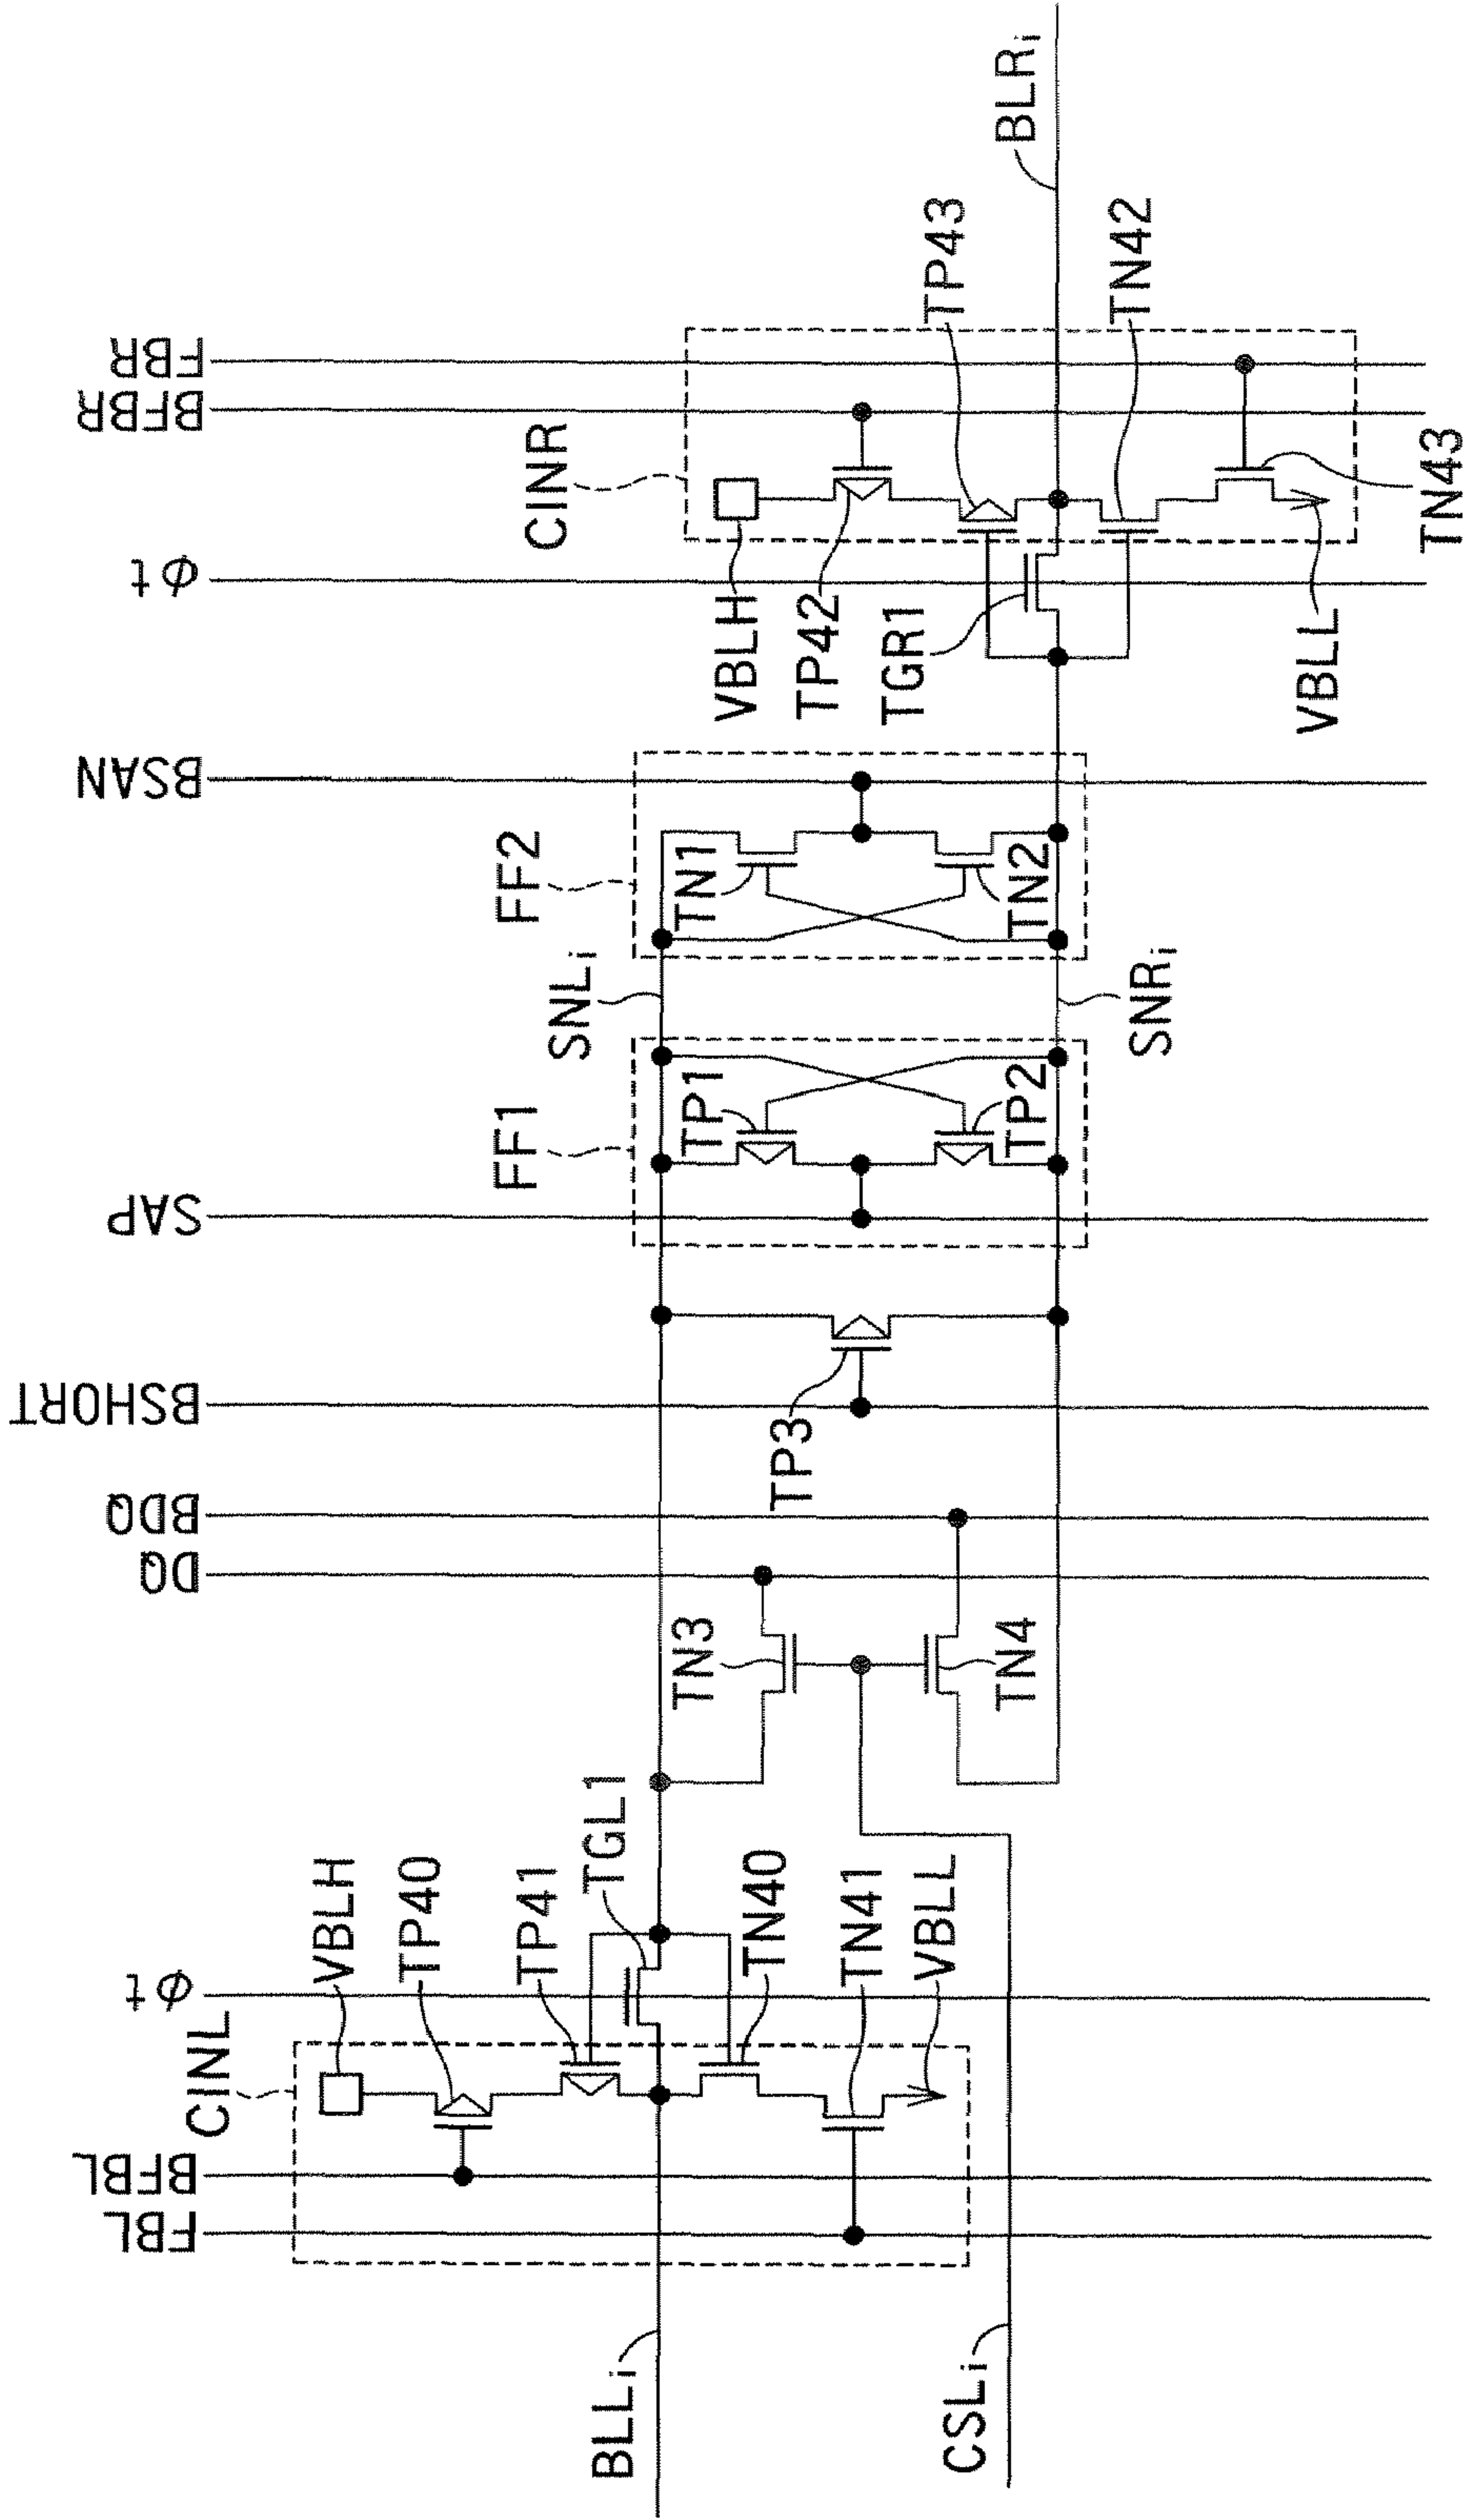 FBL
BFBL
CINL
φt
DQ
BDQ
BSHORT
SAP
BSAN
φt
BFBR
FBR
VBLH
TP40
TP41
TGL1
TN40
TN41
VBLL
BLLi
CSLi
TN3
TN4
TP3
FF1
TP1
TP2
SNLi
SNRi
FF2
TN1
TN2
CINR
VBLH
TP42
TGR1
VBLL
TP43
BLRi
TN42
TN43